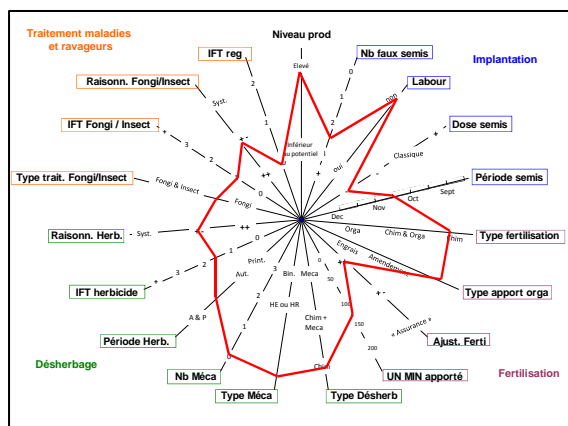 Traitement maladies
et ravageurs
Niveau prod
IFT reg
Nb faux semis
Implantation
Raisonn. Fongi/Insect
Labour
IFT Fongi / Insect
Dose semis
Type trait. Fongi/Insect
Période semis
Raisonn. Herb.
Type fertilisation
IFT herbicide
Type apport orga
Période Herb.
Ajust. Ferti
Désherbage
Nb Méca
Type Méca
Type Désherb
UN MIN apporté
Fertilisation
Elevé
Inférieur
au potentiel
0
1
2
+
non
oui
+
Classique
-
Sept
Oct
Nov
Dec
Orga
Chim & Orga
Chim
Engrais
Amendement
++
+-
« Assurance »
0
50
100
150
200
Meca
Chim +
Meca
Chim
Bin.
HE ou HR
3
2
1
0
Print.
Aut.
A & P
0
1
2
3
+
++
+-
Syst.
Fongi
Fongi & Insect
0
1
2
3
+
++
+-
Syst.
1
2